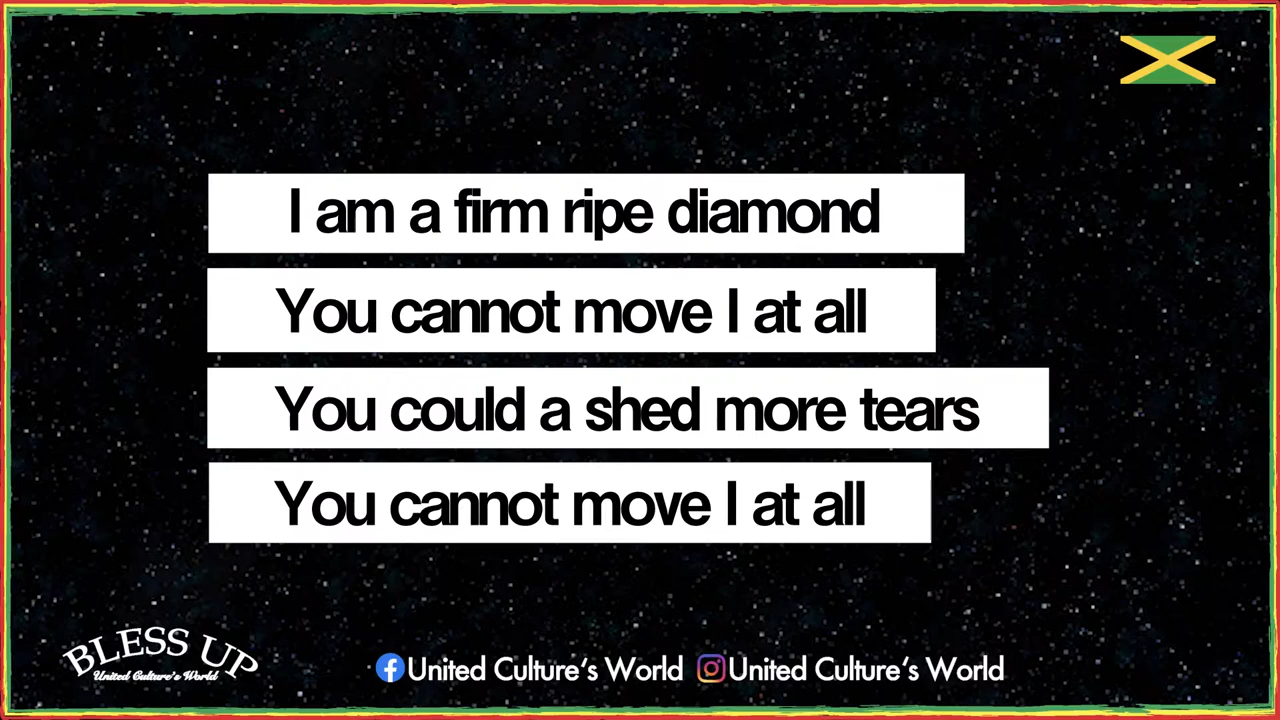 I am a firm ripe diamond
You cannot move I at all
You could a shed more tears
You cannot move I at all
BLESS UP
United Culture's World
United Culture's World United Culture's World